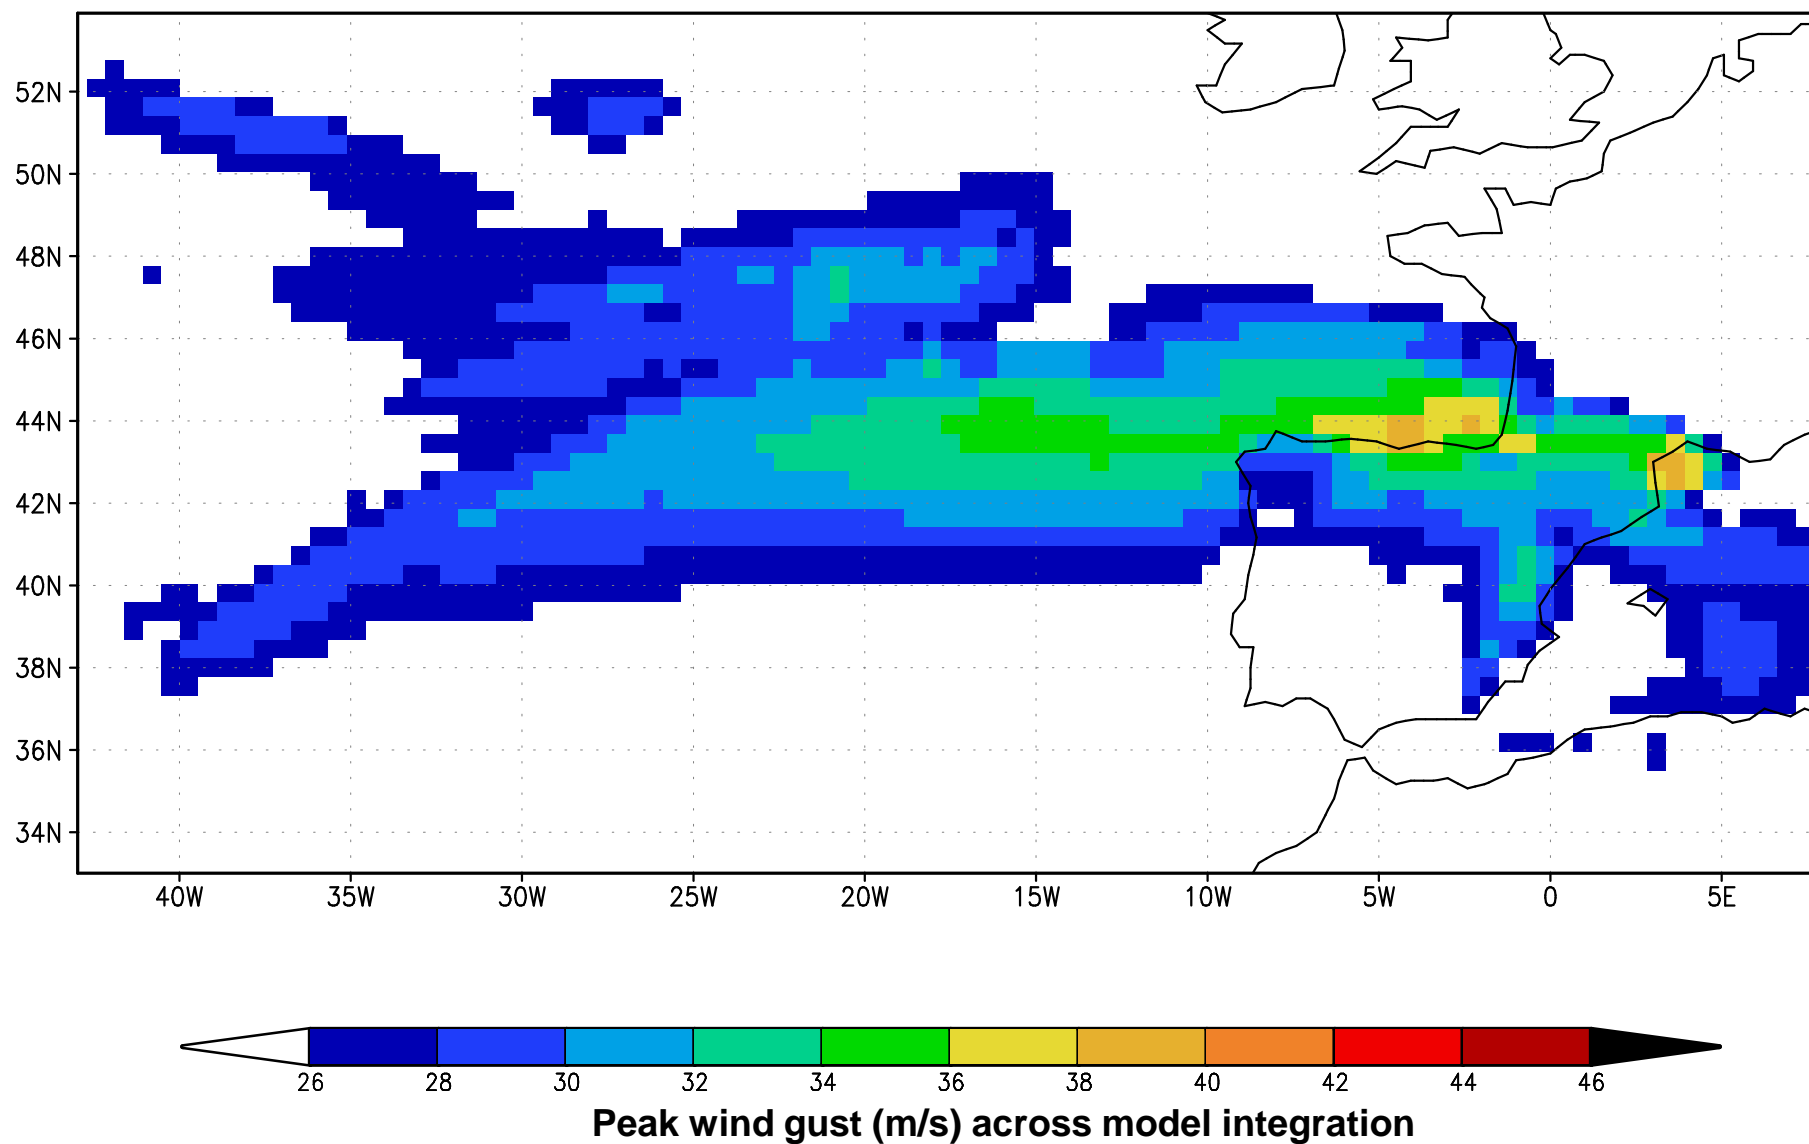 52N
50N
48N
46N
44N
42N
40N
38N
36N
34N
40W 35W 30W 25W 20W 15W 10W 5W 0 5E
26 28 30 32 34 36 38 40 42 44 46
Peak wind gust (m/s) across model integration